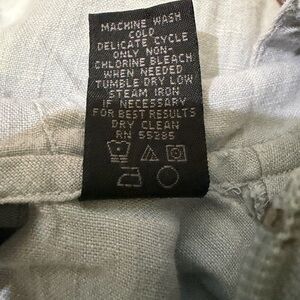 MACHINE WASH
COLD
DELICATE CYCLE
ONLY NON-
CHLORINE BLEACH
WHEN NEEDED
TUMBLE DRY LOW
STEAM IRON
IF NECESSARY
FOR BEST RESULTS
DRY CLEAN
RN 55285